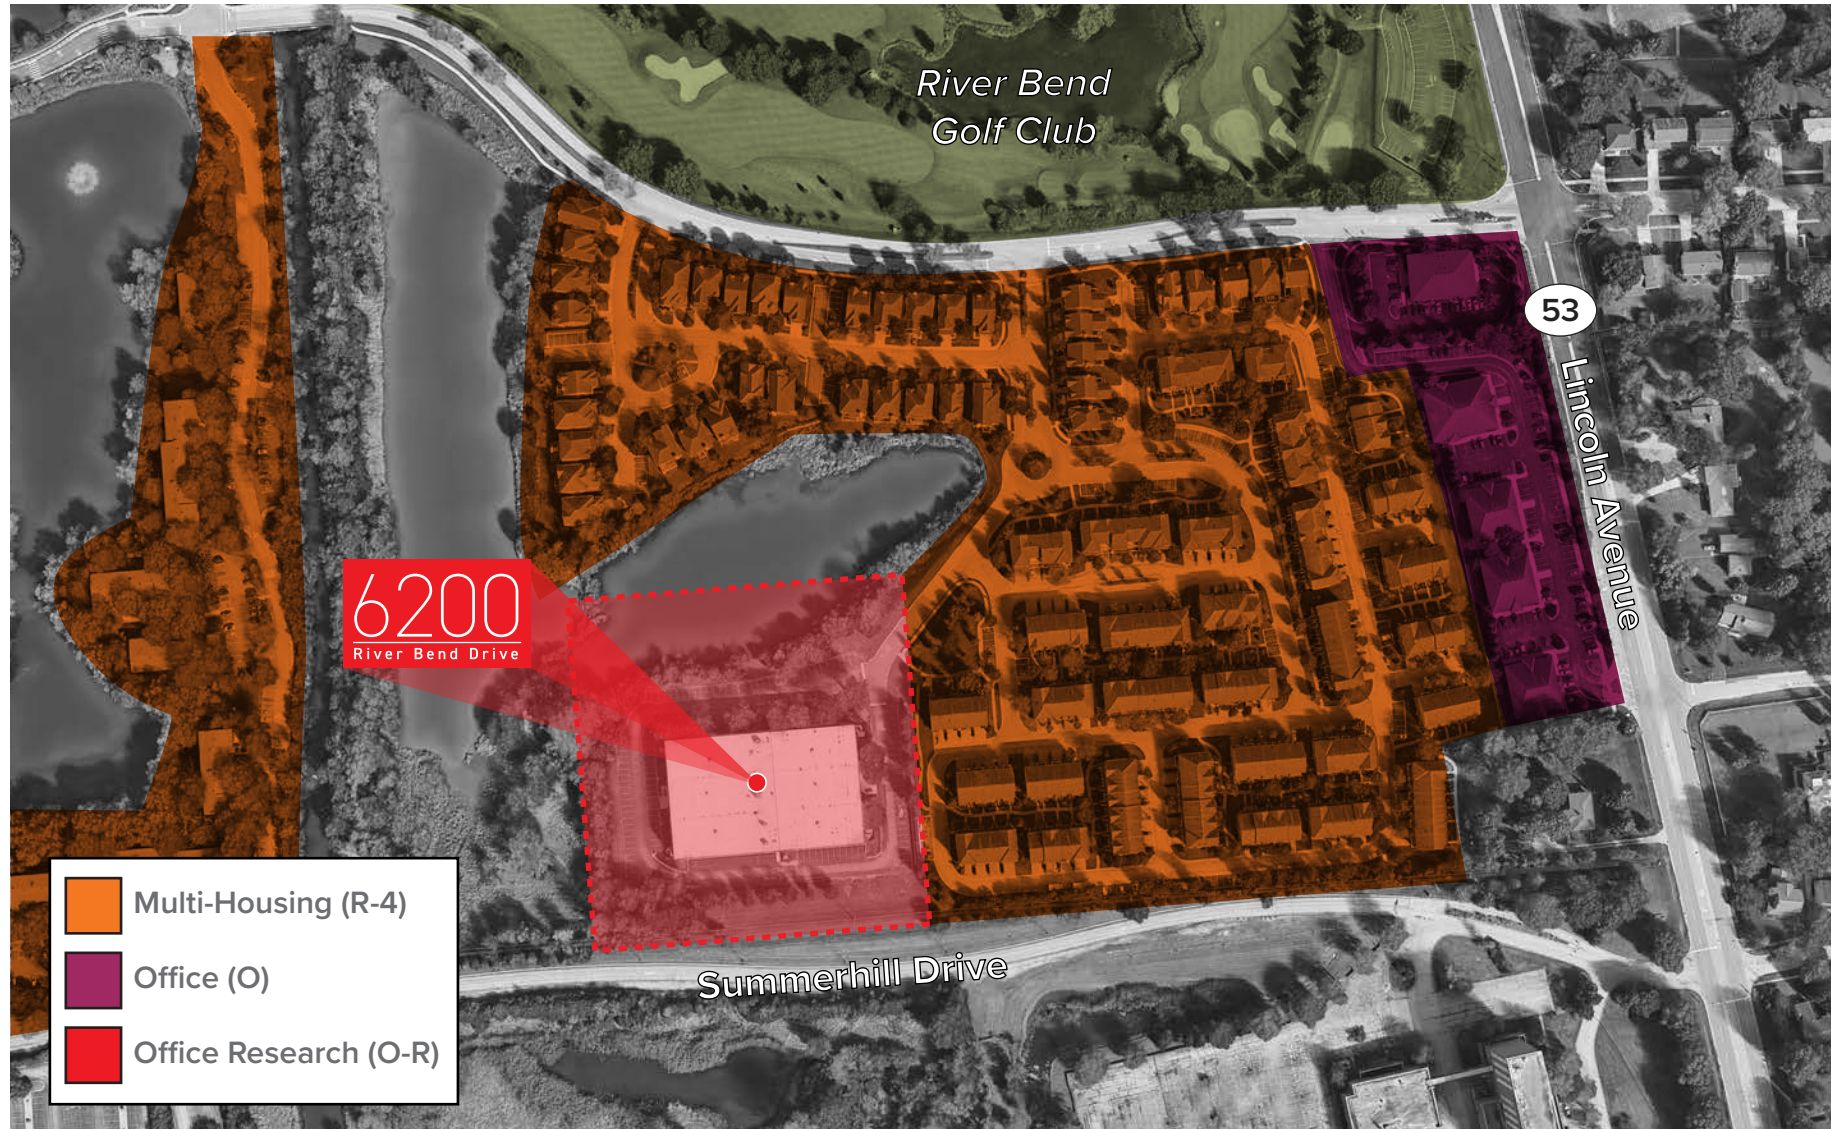 River Bend
Golf Club
53
Lincoln Avenue
6200
River Bend Drive
Summerhill Drive
Multi-Housing (R-4)
Office (O)
Office Research (O-R)